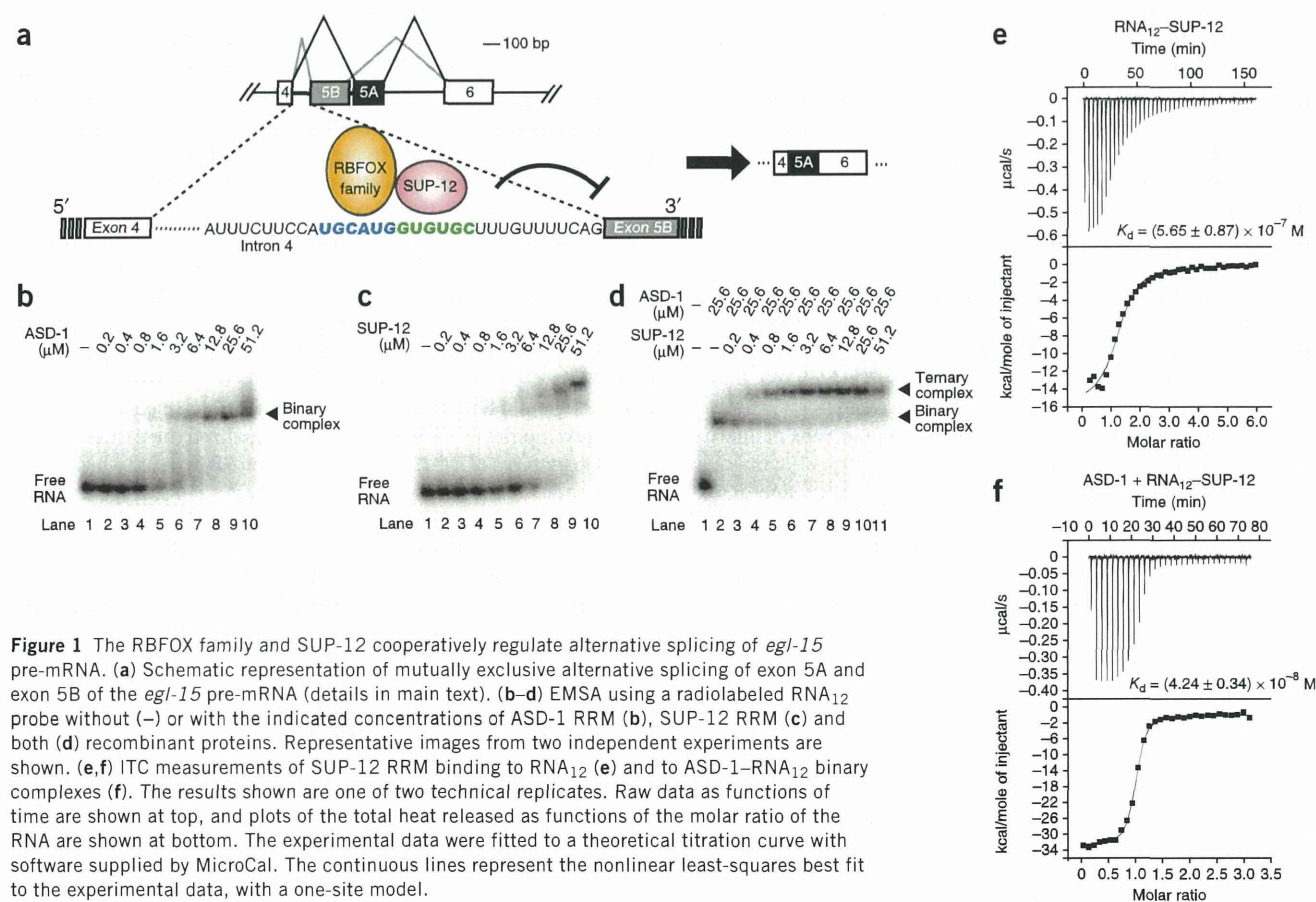 a
100 bp
4 5B 5A 6
RBFOX
family
SUP-12
4 5A 6
5′ 3′
Exon 4 AUUUCUUCCAUGCAUGGUGUGCUUUGUUUUCAG Exon 5B
Intron 4
b
ASD-1
(μM)
– 0.2 0.4 0.8 1.6 3.2 6.4 12.8 25.6 51.2
Binary
complex
Free
RNA
Lane 1 2 3 4 5 6 7 8 9 10
c
SUP-12
(μM)
– 0.2 0.4 0.8 1.6 3.2 6.4 12.8 25.6 51.2
Free
RNA
Lane 1 2 3 4 5 6 7 8 9 10
d
ASD-1
(μM)
– 25.6 25.6 25.6 25.6 25.6 25.6 25.6 25.6 25.6 25.6
SUP-12
(μM)
– – 0.2 0.4 0.8 1.6 3.2 6.4 12.8 25.6 51.2
Ternary
complex
Binary
complex
Free
RNA
Lane 1 2 3 4 5 6 7 8 9 10 11
e
RNA12–SUP-12
Time (min)
0 50 100 150
μcal/s
0
–0.1
–0.2
–0.3
–0.4
–0.5
–0.6
Kd = (5.65 ± 0.87) × 10–7 M
kcal/mole of injectant
0
–2
–4
–6
–8
–10
–12
–14
–16
0 1.0 2.0 3.0 4.0 5.0 6.0
Molar ratio
f
ASD-1 + RNA12–SUP-12
Time (min)
–10 0 10 20 30 40 50 60 70 80
μcal/s
0
–0.05
–0.10
–0.15
–0.20
–0.25
–0.30
–0.35
–0.40
Kd = (4.24 ± 0.34) × 10–8 M
kcal/mole of injectant
–2
–6
–10
–14
–18
–22
–26
–30
–34
0 0.5 1.0 1.5 2.0 2.5 3.0 3.5
Molar ratio
Figure 1 The RBFOX family and SUP-12 cooperatively regulate alternative splicing of egl-15
pre-mRNA. (a) Schematic representation of mutually exclusive alternative splicing of exon 5A and
exon 5B of the egl-15 pre-mRNA (details in main text). (b–d) EMSA using a radiolabeled RNA12
probe without (–) or with the indicated concentrations of ASD-1 RRM (b), SUP-12 RRM (c) and
both (d) recombinant proteins. Representative images from two independent experiments are
shown. (e,f) ITC measurements of SUP-12 RRM binding to RNA12 (e) and to ASD-1–RNA12 binary
complexes (f). The results shown are one of two technical replicates. Raw data as functions of
time are shown at top, and plots of the total heat released as functions of the molar ratio of the
RNA are shown at bottom. The experimental data were fitted to a theoretical titration curve with
software supplied by MicroCal. The continuous lines represent the nonlinear least-squares best fit
to the experimental data, with a one-site model.